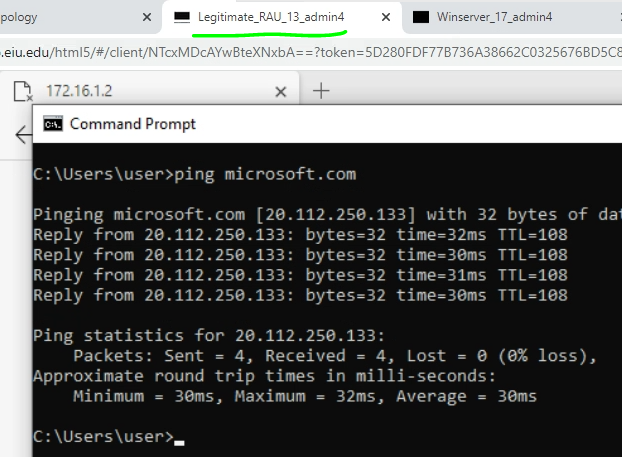 pology
Legitimate_RAU_13_admin4
Winserver_17_admin4
.eiu.edu/html5/#/client/NTcxMDcAYwBteXNxbA==?token=5D280FDF77B736A38662C0325676BD5C8
172.16.1.2
Command Prompt
C:\Users\user>ping microsoft.com
Pinging microsoft.com [20.112.250.133] with 32 bytes of dat
Reply from 20.112.250.133: bytes=32 time=32ms TTL=108
Reply from 20.112.250.133: bytes=32 time=30ms TTL=108
Reply from 20.112.250.133: bytes=32 time=31ms TTL=108
Reply from 20.112.250.133: bytes=32 time=30ms TTL=108
Ping statistics for 20.112.250.133:
Packets: Sent = 4, Received = 4, Lost = 0 (0% loss),
Approximate round trip times in milli-seconds:
Minimum = 30ms, Maximum = 32ms, Average = 30ms
C:\Users\user>